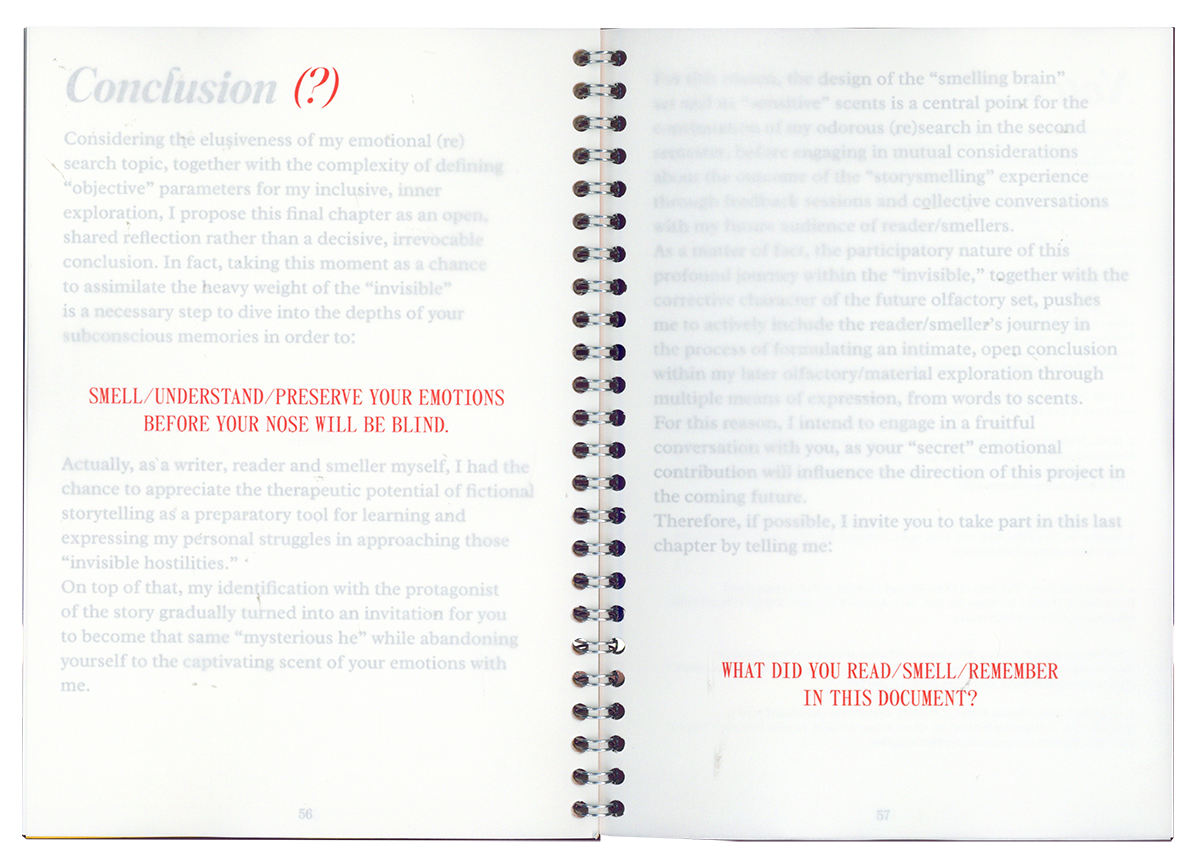 Conclusion (?)
Considering the elusiveness of my emotional (re)
search topic, together with the complexity of defining
“objective” parameters for my inclusive, inner
exploration, I propose this final chapter as an open,
shared reflection rather than a decisive, irrevocable
conclusion. In fact, taking this moment as a chance
to assimilate the heavy weight of the “invisible”
is a necessary step to dive into the depths of your
subconscious memories in order to:
SMELL/UNDERSTAND/PRESERVE YOUR EMOTIONS
BEFORE YOUR NOSE WILL BE BLIND.
Actually, as a writer, reader and smeller myself, I had the
chance to appreciate the therapeutic potential of fictional
storytelling as a preparatory tool for learning and
expressing my personal struggles in approaching those
“invisible hostilities.”
On top of that, my identification with the protagonist
of the story gradually turned into an invitation for you
to become that same “mysterious he” while abandoning
yourself to the captivating scent of your emotions with
me.
56
For this reason, the design of the “smelling brain”
set and its “sensitive” scents is a central point for the
continuation of my odorous (re)search in the second
semester, before engaging in mutual considerations
about the outcome of the “storysmelling” experience
through feedback sessions and collective conversations
with my future audience of reader/smellers.
As a matter of fact, the participatory nature of this
profound journey within the “invisible,” together with the
corrective character of the future olfactory set, pushes
me to actively include the reader/smeller’s journey in
the process of formulating an intimate, open conclusion
within my later olfactory/material exploration through
multiple means of expression, from words to scents.
For this reason, I intend to engage in a fruitful
conversation with you, as your “secret” emotional
contribution will influence the direction of this project in
the coming future.
Therefore, if possible, I invite you to take part in this last
chapter by telling me:
WHAT DID YOU READ/SMELL/REMEMBER
IN THIS DOCUMENT?
57